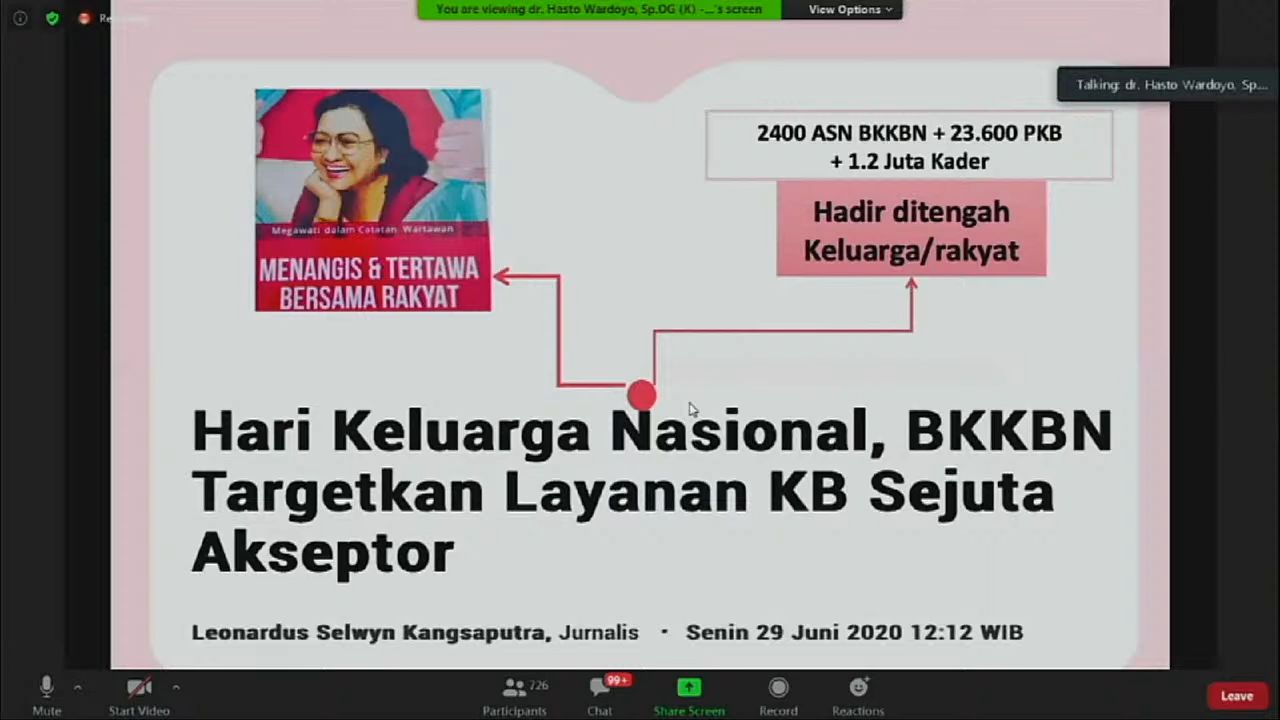 You are viewing dr. Hasto Wardoyo, Sp.OG (K) -...'s screen
View Options
Talking: dr. Hasto Wardoyo, Sp...
Megawati dalam Catatan Wartawan
MENANGIS & TERTAWA
BERSAMA RAKYAT
2400 ASN BKKBN + 23.600 PKB
+ 1.2 Juta Kader
Hadir ditengah
Keluarga/rakyat
Hari Keluarga Nasional, BKKBN
Targetkan Layanan KB Sejuta
Akseptor
Leonardus Selwyn Kangsaputra, Jurnalis • Senin 29 Juni 2020 12:12 WIB
726
99+
Mute
Start Video
Participants
Chat
Share Screen
Record
Reactions
Leave